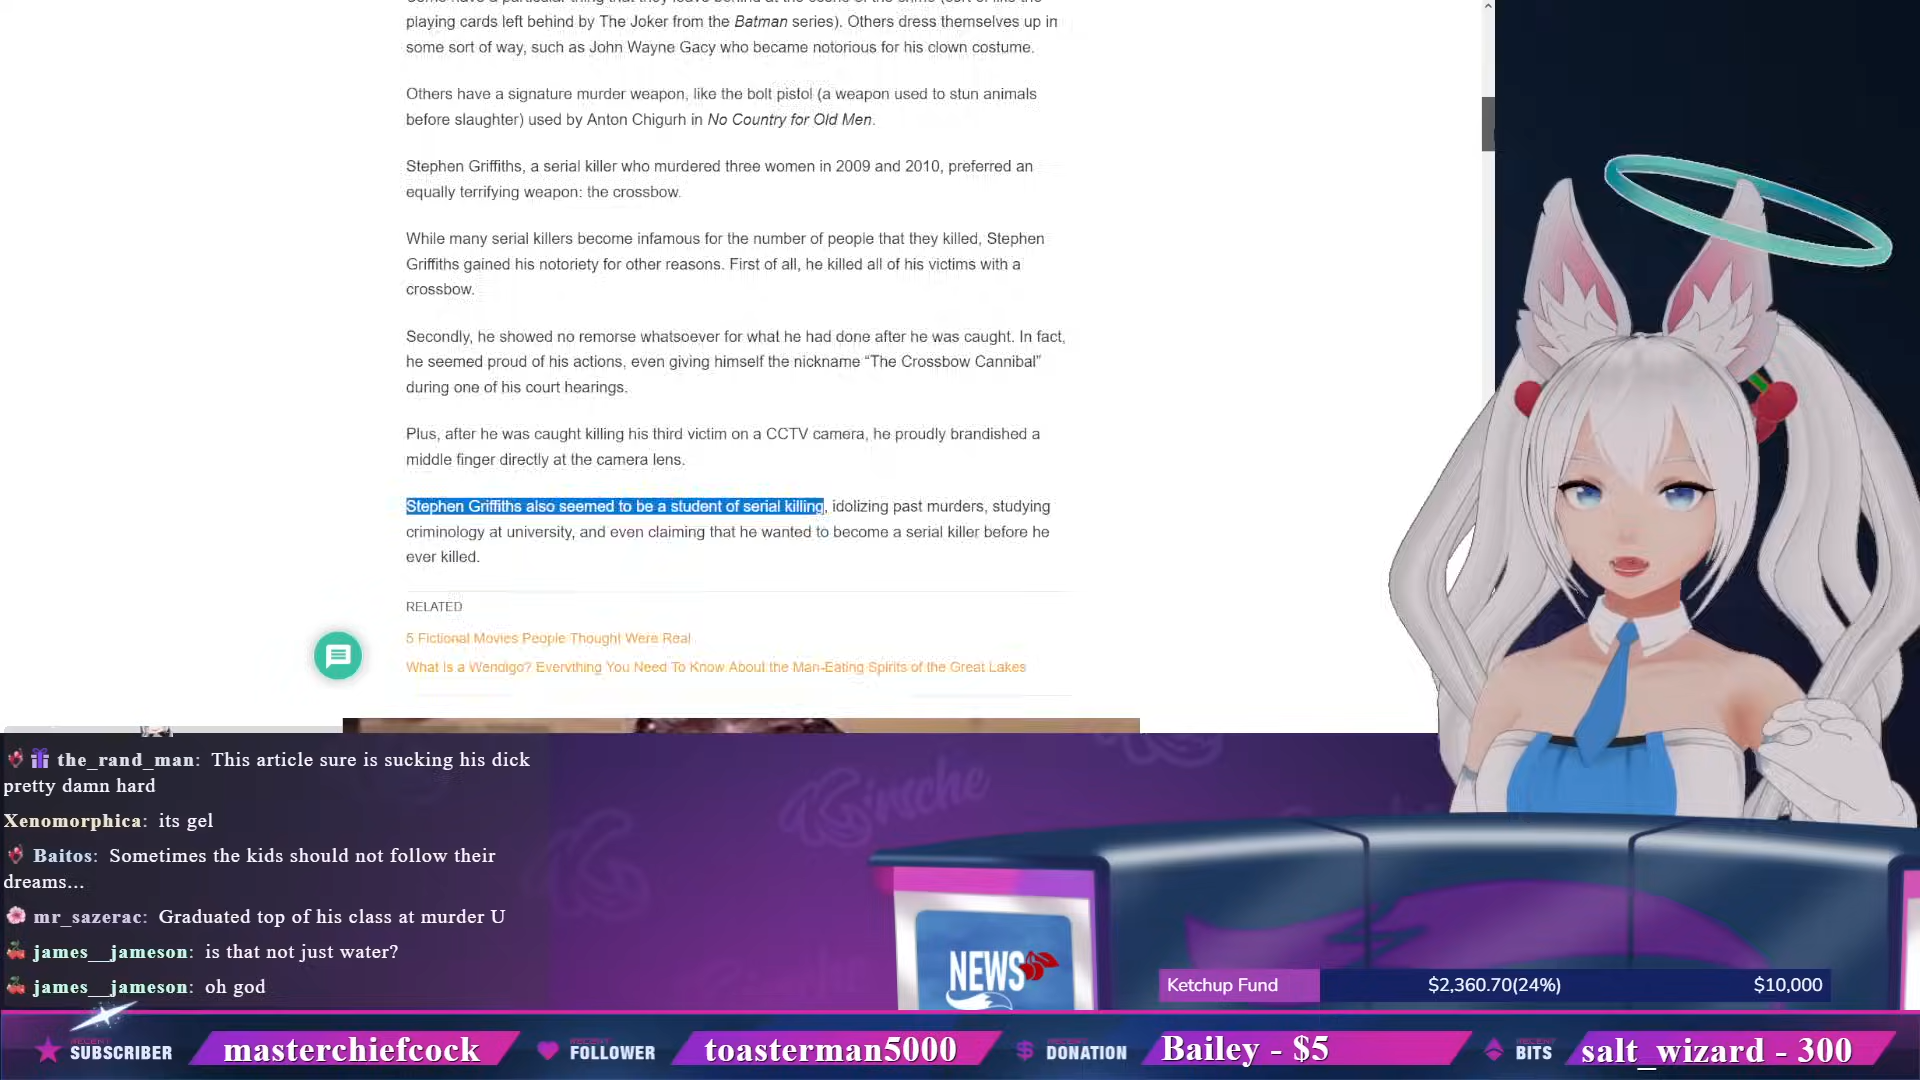 playing cards left behind by The Joker from the Batman series). Others dress themselves up in
some sort of way, such as John Wayne Gacy who became notorious for his clown costume.
Others have a signature murder weapon, like the bolt pistol (a weapon used to stun animals
before slaughter) used by Anton Chigurh in No Country for Old Men.
Stephen Griffiths, a serial killer who murdered three women in 2009 and 2010, preferred an
equally terrifying weapon: the crossbow.
While many serial killers become infamous for the number of people that they killed, Stephen
Griffiths gained his notoriety for other reasons. First of all, he killed all of his victims with a
crossbow.
Secondly, he showed no remorse whatsoever for what he had done after he was caught. In fact,
he seemed proud of his actions, even giving himself the nickname “The Crossbow Cannibal”
during one of his court hearings.
Plus, after he was caught killing his third victim on a CCTV camera, he proudly brandished a
middle finger directly at the camera lens.
Stephen Griffiths also seemed to be a student of serial killing, idolizing past murders, studying
criminology at university, and even claiming that he wanted to become a serial killer before he
ever killed.
RELATED
5 Fictional Movies People Thought Were Real
What Is a Wendigo? Everything You Need To Know About the Man-Eating Spirits of the Great Lakes
the_rand_man: This article sure is sucking his dick
pretty damn hard
Xenomorphica: its gel
Baitos: Sometimes the kids should not follow their
dreams...
mr_sazerac: Graduated top of his class at murder U
james__jameson: is that not just water?
james__jameson: oh god
NEWS
Ketchup Fund $2,360.70(24%) $10,000
RECENT SUBSCRIBER masterchiefcock RECENT FOLLOWER toasterman5000 RECENT DONATION Bailey - $5 RECENT BITS salt_wizard - 300